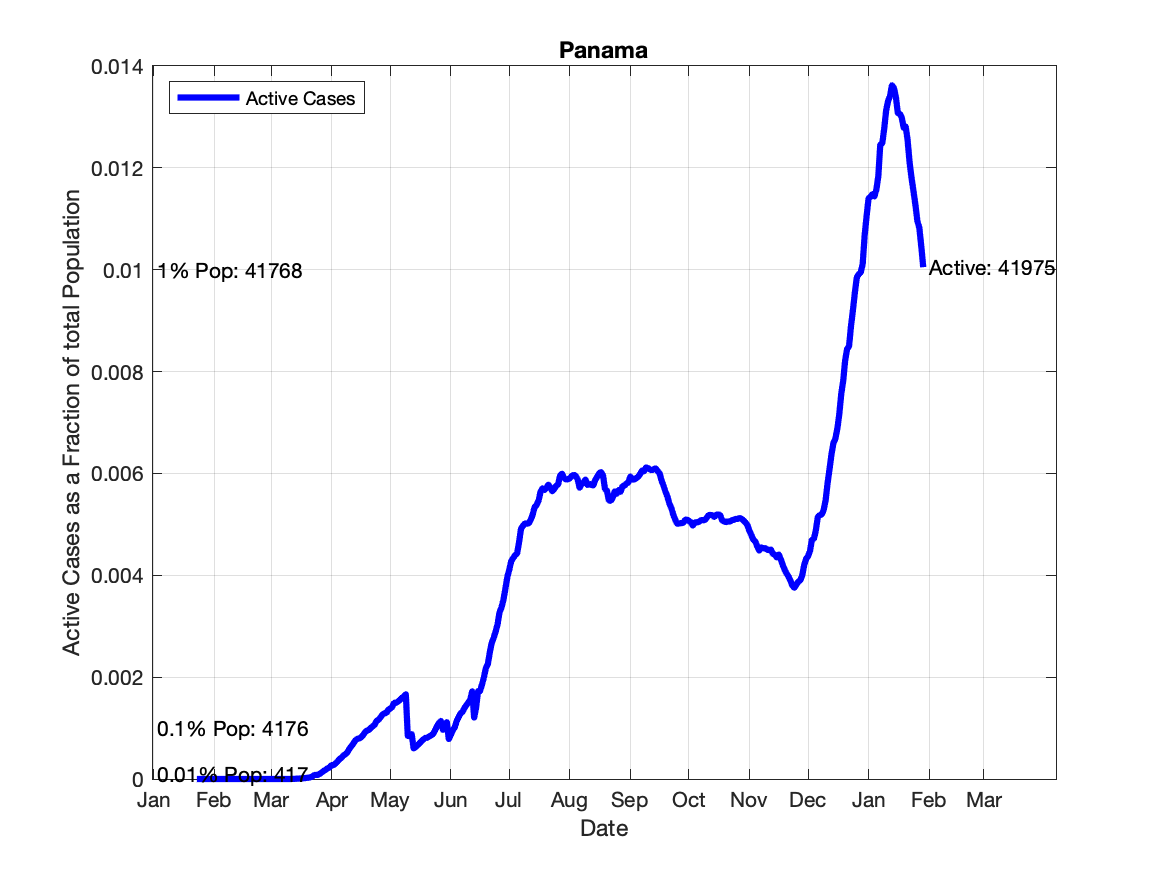 Panama
0.014
Active Cases
0.012
1% Pop: 41768
0.01
Active: 41975
0.008
0.006
0.004
0.002
0.1% Pop: 4176
0.01% Pop: 417
0
Jan Feb Mar Apr May Jun Jul Aug Sep Oct Nov Dec Jan Feb Mar
Date
Active Cases as a Fraction of total Population